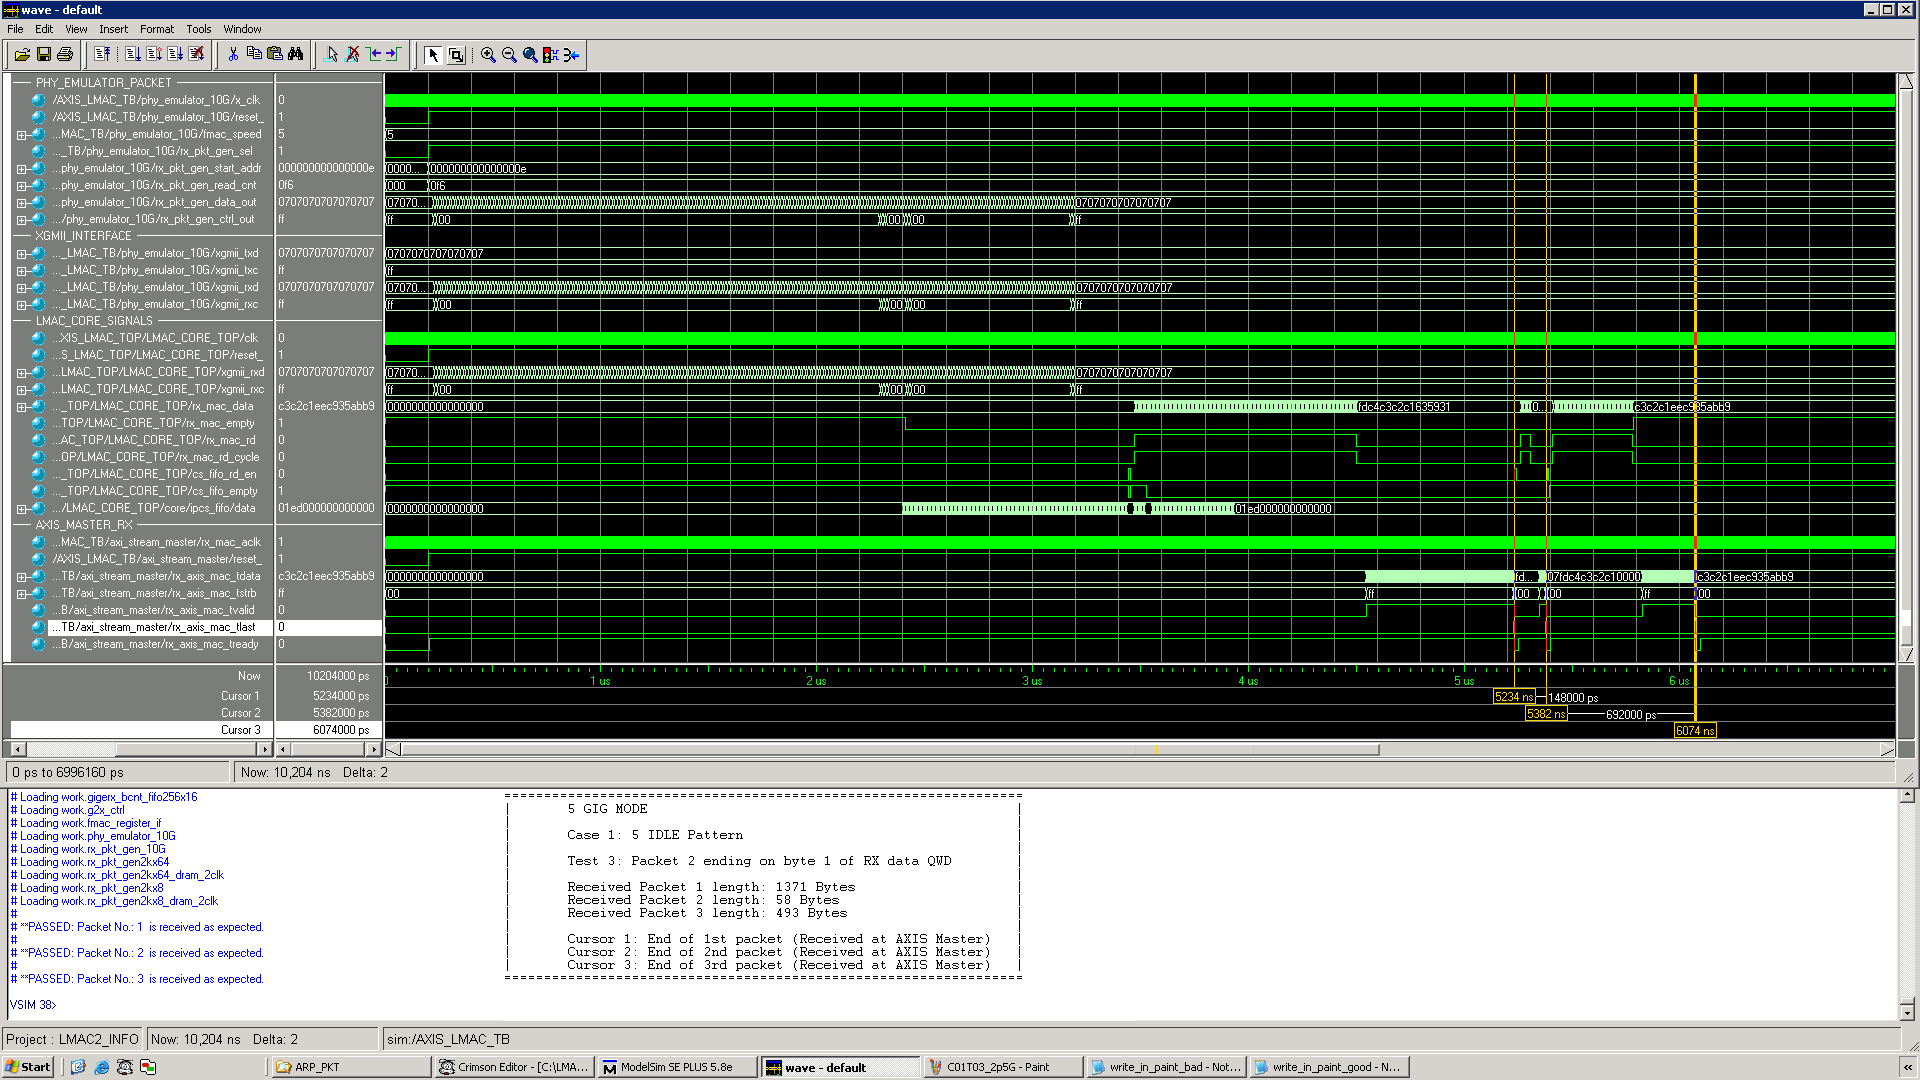 wave - default
File Edit View Insert Format Tools Window
PHY_EMULATOR_PACKET
/AXIS_LMAC_TB/phy_emulator_10G/x_clk 0
/AXIS_LMAC_TB/phy_emulator_10G/reset_ 1
...MAC_TB/phy_emulator_10G/fmac_speed 5 5
..._TB/phy_emulator_10G/rx_pkt_gen_sel 1
...phy_emulator_10G/rx_pkt_gen_start_addr 000000000000000e 0000... 000000000000000e
...phy_emulator_10G/rx_pkt_gen_read_cnt 0f6 000 0f6
...phy_emulator_10G/rx_pkt_gen_data_out 0707070707070707 07070... 0707070707070707
.../phy_emulator_10G/rx_pkt_gen_ctrl_out ff ff 00 00 00 ff
XGMII_INTERFACE
..._LMAC_TB/phy_emulator_10G/xgmii_txd 0707070707070707 0707070707070707
..._LMAC_TB/phy_emulator_10G/xgmii_txc ff ff
..._LMAC_TB/phy_emulator_10G/xgmii_rxd 0707070707070707 07070... 0707070707070707
..._LMAC_TB/phy_emulator_10G/xgmii_rxc ff ff 00 00 00 ff
LMAC_CORE_SIGNALS
...XIS_LMAC_TOP/LMAC_CORE_TOP/clk 0
...S_LMAC_TOP/LMAC_CORE_TOP/reset_ 1
...LMAC_TOP/LMAC_CORE_TOP/xgmii_rxd 0707070707070707 07070... 0707070707070707
...LMAC_TOP/LMAC_CORE_TOP/xgmii_rxc ff ff 00 00 00 ff
..._TOP/LMAC_CORE_TOP/rx_mac_data c3c2c1eec935abb9 0000000000000000 fdc4c3c2c1635931 0... c3c2c1eec935abb9
...TOP/LMAC_CORE_TOP/rx_mac_empty 1
...AC_TOP/LMAC_CORE_TOP/rx_mac_rd 0
...OP/LMAC_CORE_TOP/rx_mac_rd_cycle 0
..._TOP/LMAC_CORE_TOP/cs_fifo_rd_en 0
..._TOP/LMAC_CORE_TOP/cs_fifo_empty 1
.../LMAC_CORE_TOP/core/ipcs_fifo/data 01ed000000000000 0000000000000000 01ed000000000000
AXIS_MASTER_RX
...MAC_TB/axi_stream_master/rx_mac_aclk 1
/AXIS_LMAC_TB/axi_stream_master/reset_ 1
...TB/axi_stream_master/rx_axis_mac_tdata c3c2c1eec935abb9 0000000000000000 fd... 07fdc4c3c2c10000 c3c2c1eec935abb9
...TB/axi_stream_master/rx_axis_mac_tstrb ff 00 ff 00 00 ff 00
...B/axi_stream_master/rx_axis_mac_tvalid 0
...TB/axi_stream_master/rx_axis_mac_tlast 0
...B/axi_stream_master/rx_axis_mac_tready 0
Now 10204000 ps 1 us 2 us 3 us 4 us 5 us 6 us
Cursor 1 5234000 ps 5234 ns 148000 ps
Cursor 2 5382000 ps 5382 ns 692000 ps
Cursor 3 6074000 ps 6074 ns
0 ps to 6996160 ps Now: 10,204 ns Delta: 2
# Loading work.gigerx_bcnt_fifo256x16
# Loading work.g2x_ctrl
# Loading work.fmac_register_if
# Loading work.phy_emulator_10G
# Loading work.rx_pkt_gen_10G
# Loading work.rx_pkt_gen2kx64
# Loading work.rx_pkt_gen2kx64_dram_2clk
# Loading work.rx_pkt_gen2kx8
# Loading work.rx_pkt_gen2kx8_dram_2clk
#
# **PASSED: Packet No.: 1 is received as expected.
#
# **PASSED: Packet No.: 2 is received as expected.
#
# **PASSED: Packet No.: 3 is received as expected.
VSIM 38>
5 GIG MODE
Case 1: 5 IDLE Pattern
Test 3: Packet 2 ending on byte 1 of RX data QWD
Received Packet 1 length: 1371 Bytes
Received Packet 2 length: 58 Bytes
Received Packet 3 length: 493 Bytes
Cursor 1: End of 1st packet (Received at AXIS Master)
Cursor 2: End of 2nd packet (Received at AXIS Master)
Cursor 3: End of 3rd packet (Received at AXIS Master)
Project : LMAC2_INFO Now: 10,204 ns Delta: 2 sim:/AXIS_LMAC_TB
Start ARP_PKT Crimson Editor - [C:\LMA... ModelSim SE PLUS 5.8e wave - default C01T03_2p5G - Paint write_in_paint_bad - Not... write_in_paint_good - N...